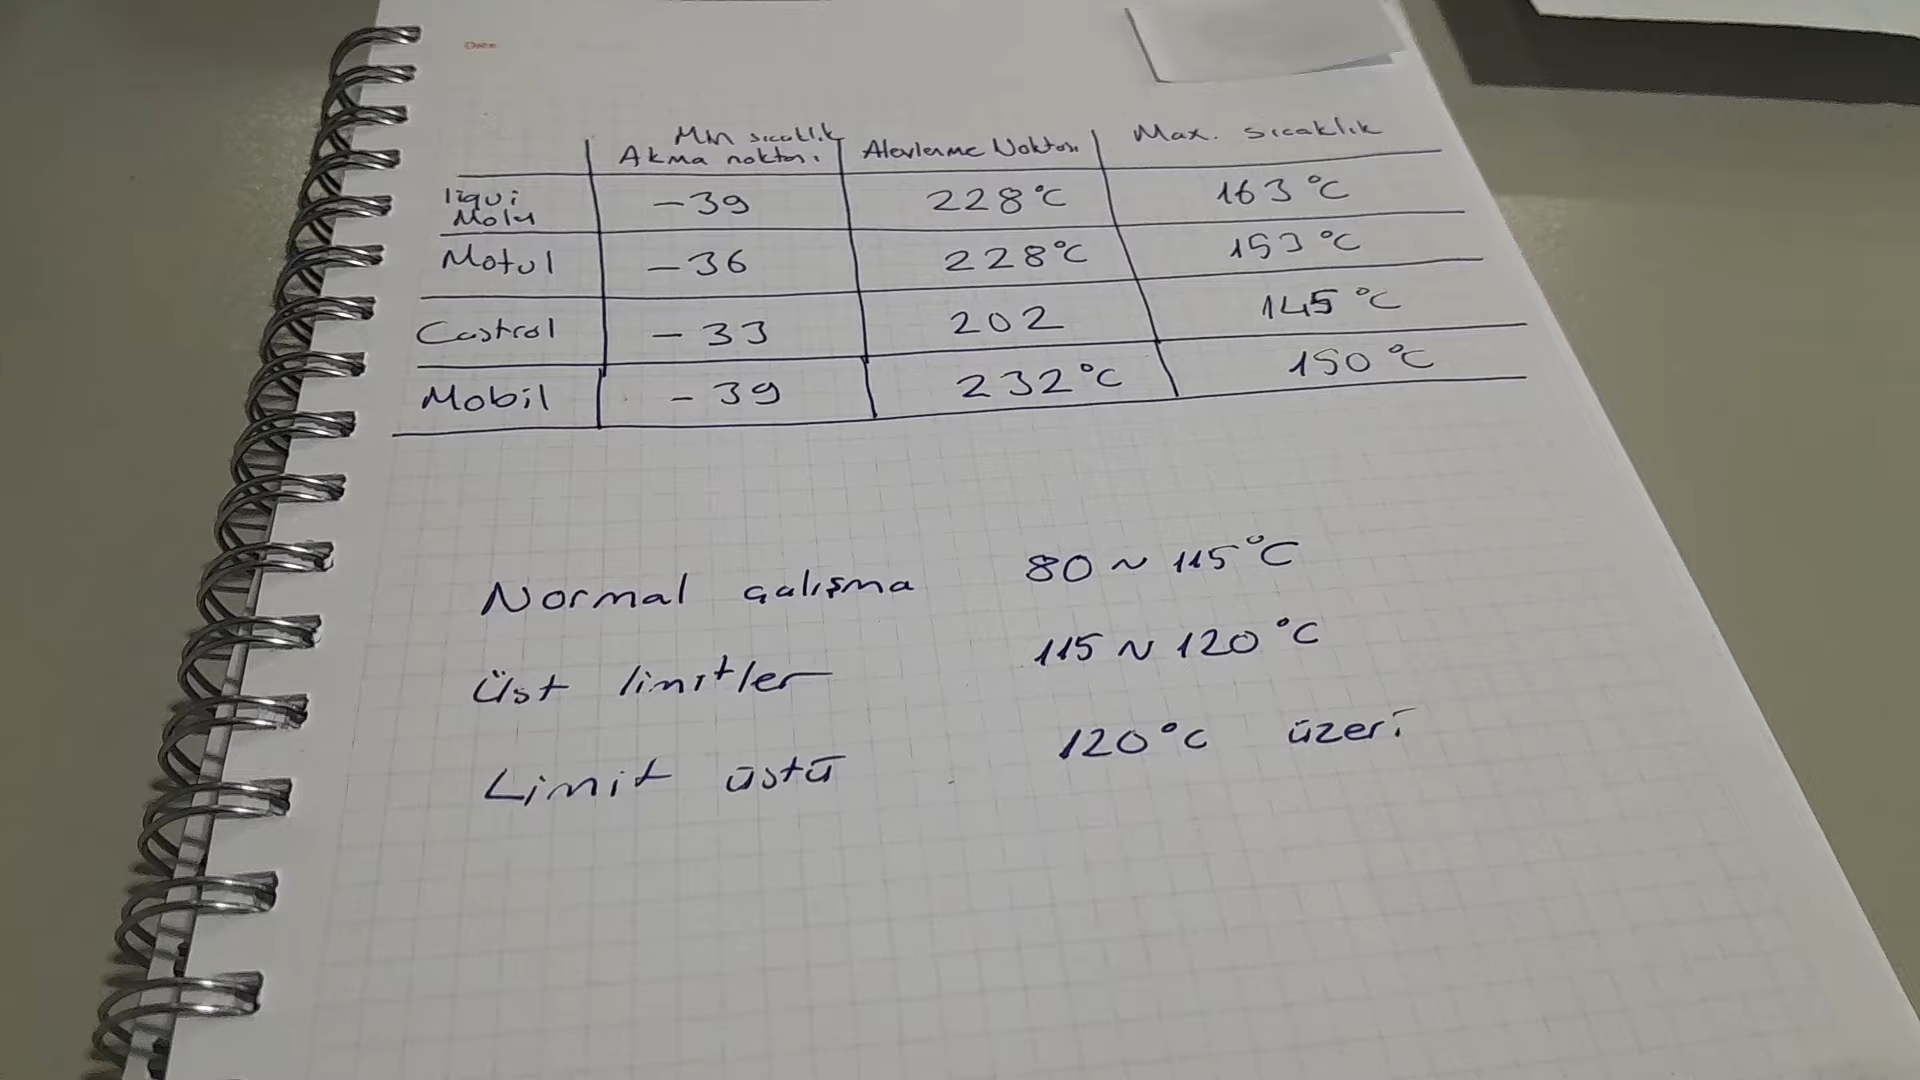 Date
Min sıcaklık
Akma noktası Alevlenme Noktası Max. sıcaklık
liqui Moly -39 228°C 163°C
Motul -36 228°C 153°C
Castrol -33 202 145°C
Mobil -39 232°C 150°C
Normal çalışma 80 ~ 115°C
Üst limitler 115 ~ 120°C
Limit üstü 120°C üzeri